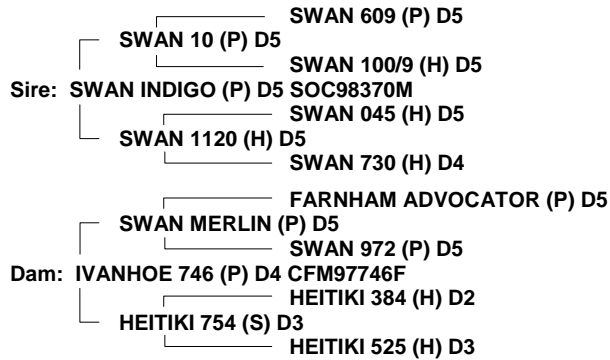 SWAN 609 (P) D5
SWAN 10 (P) D5
SWAN 100/9 (H) D5
Sire: SWAN INDIGO (P) D5 SOC98370M
SWAN 045 (H) D5
SWAN 1120 (H) D5
SWAN 730 (H) D4
FARNHAM ADVOCATOR (P) D5
SWAN MERLIN (P) D5
SWAN 972 (P) D5
Dam: IVANHOE 746 (P) D4 CFM97746F
HEITIKI 384 (H) D2
HEITIKI 754 (S) D3
HEITIKI 525 (H) D3